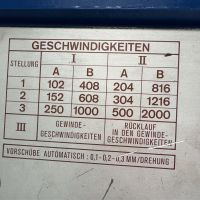 GESCHWINDIGKEITEN
STELLUNG I II
A B A B
1 102 408 204 816
2 152 608 304 1216
3 250 1000 500 2000
III GEWINDE-
GESCHWINDIGKEITEN
RÜCKLAUF
IN DEN GEWINDE-
GESCHWINDIGKEITEN
VORSCHÜBE AUTOMATISCH : 0,1-0,2-0,3 MM/DREHUNG